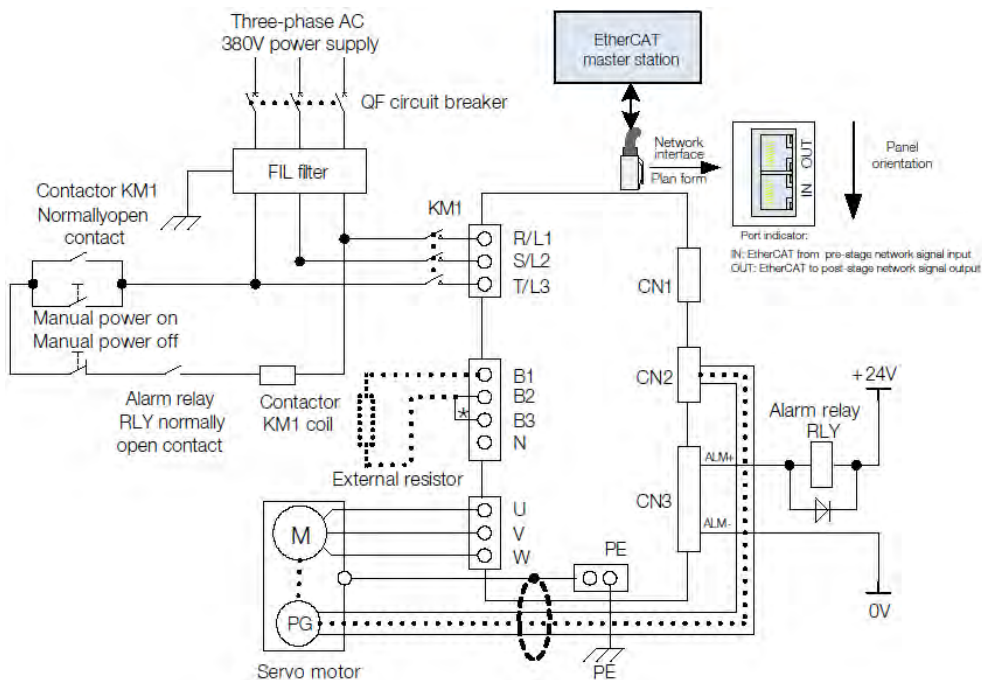 Three-phase AC
380V power supply
QF circuit breaker
FIL filter
EtherCAT
master station
Network
interface
Plan form
OUT
IN
Panel
orientation
Port indicator:
IN: EtherCAT from pre-stage network signal input
OUT: EtherCAT to post-stage network signal output
Contactor KM1
Normallyopen
contact
KM1
R/L1
S/L2
T/L3
CN1
Manual power on
Manual power off
Alarm relay
RLY normally
open contact
Contactor
KM1 coil
B1
B2
*
B3
N
External resistor
CN2
+24V
Alarm relay
RLY
ALM+
CN3
ALM-
0V
U
V
W
M
PG
PE
PE
Servo motor